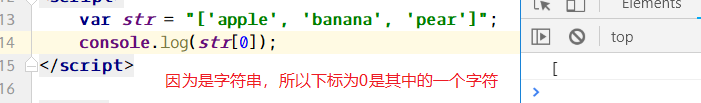 <script>
Elements
13 var str = "['apple', 'banana', 'pear']";
top
14 console.log(str[0]);
15 </script>
[
16 因为是字符串，所以下标为0是其中的一个字符
>